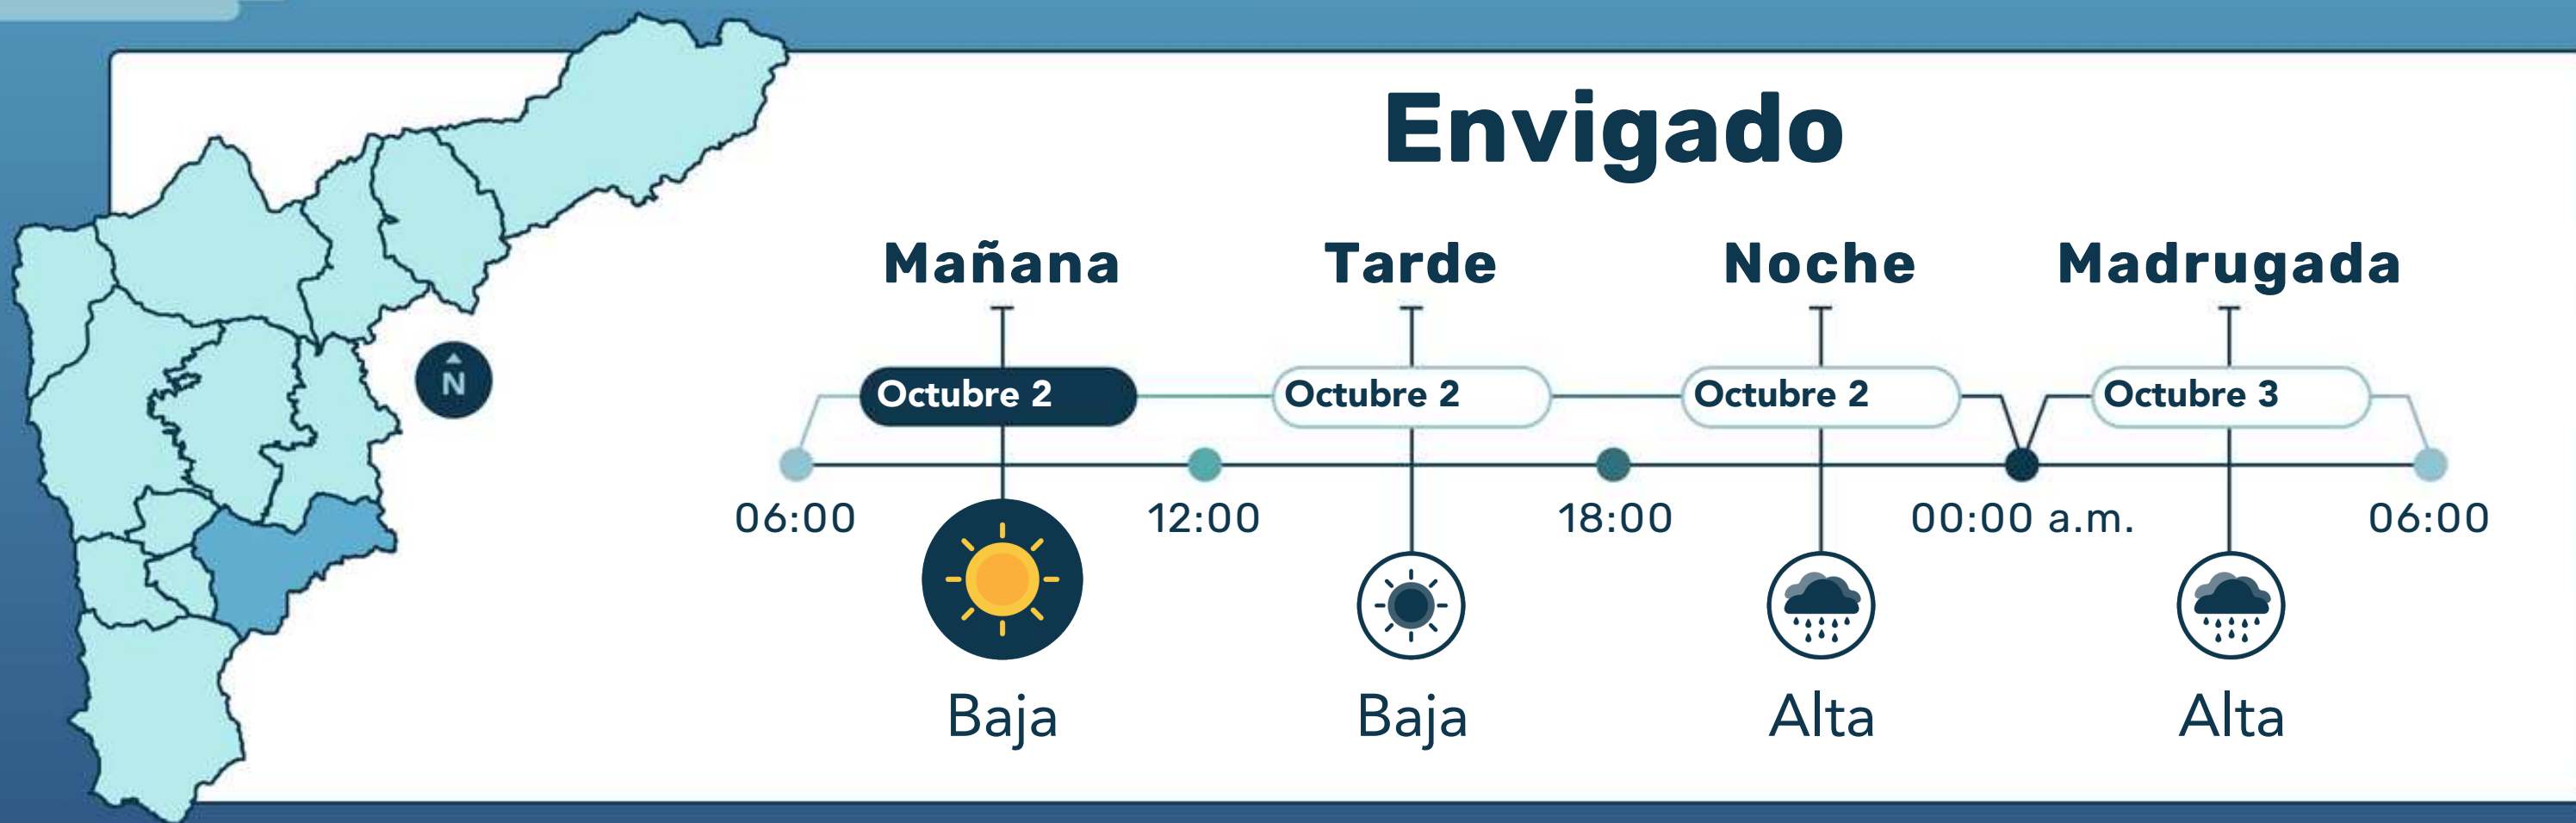 Envigado
Mañana Tarde Noche Madrugada
N
Octubre 2 Octubre 2 Octubre 2 Octubre 3
06:00 12:00 18:00 00:00 a.m. 06:00
Baja Baja Alta Alta